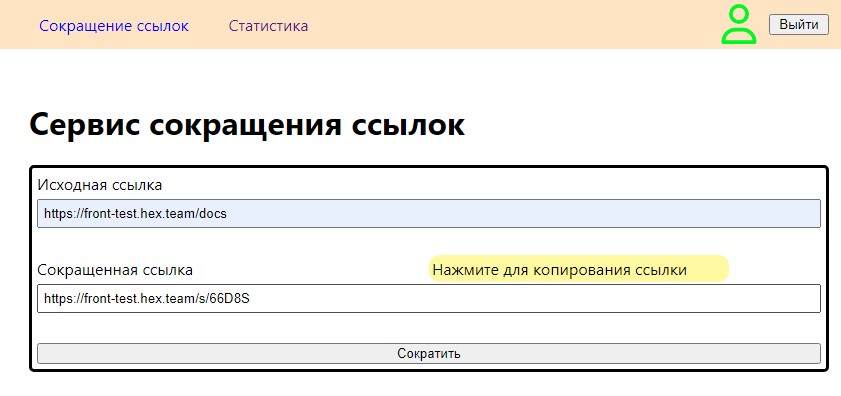 Сокращение ссылок Статистика Выйти
Сервис сокращения ссылок
Исходная ссылка
https://front-test.hex.team/docs
Сокращенная ссылка Нажмите для копирования ссылки
https://front-test.hex.team/s/66D8S
Сократить